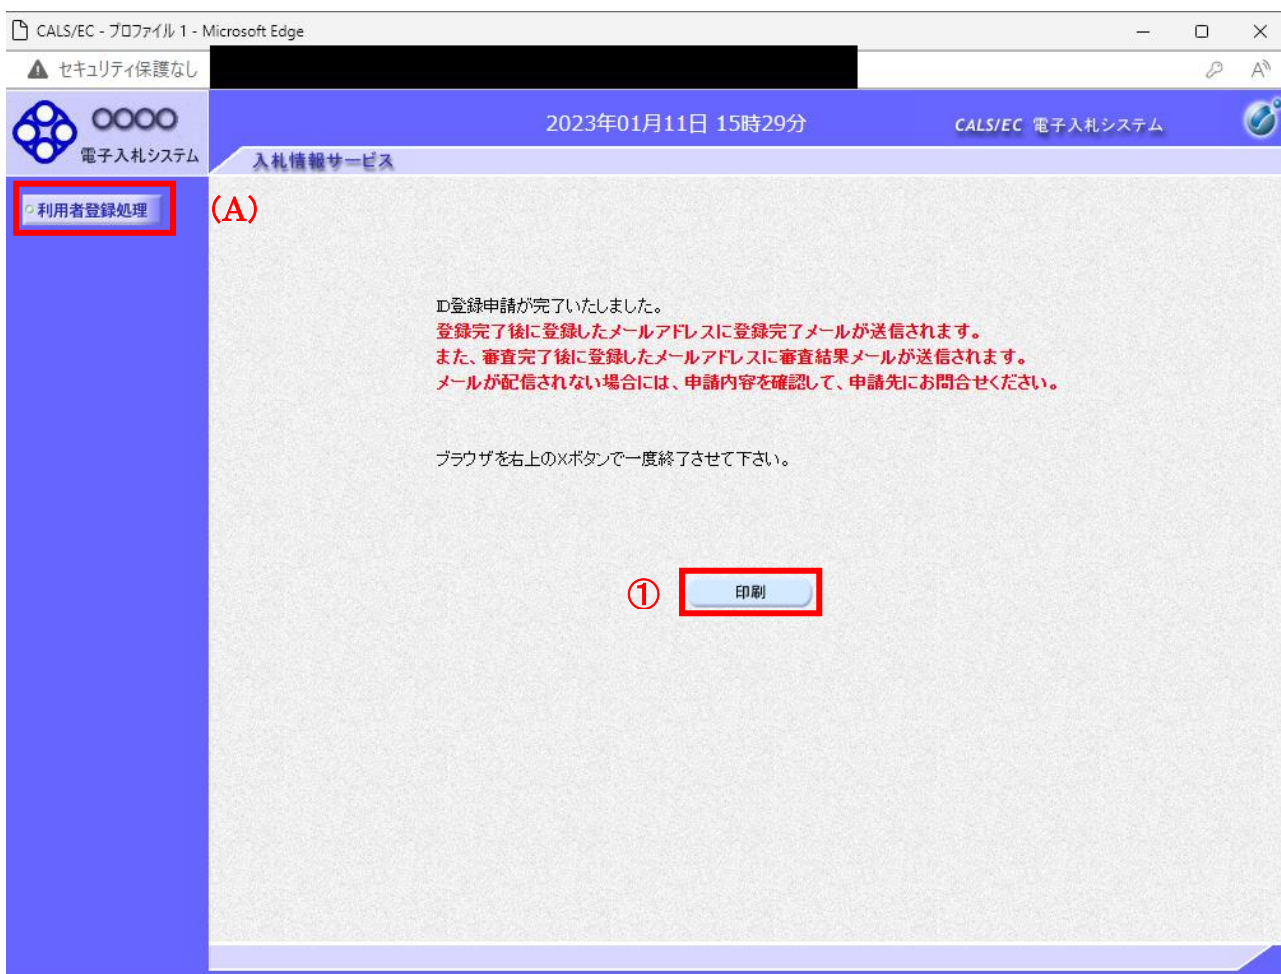 CALS/EC - プロファイル 1 - Microsoft Edge
セキュリティ保護なし
○○○○
電子入札システム
2023年01月11日 15時29分
CALS/EC 電子入札システム
入札情報サービス
利用者登録処理
(A)
ID登録申請が完了いたしました。
登録完了後に登録したメールアドレスに登録完了メールが送信されます。
また、審査完了後に登録したメールアドレスに審査結果メールが送信されます。
メールが配信されない場合には、申請内容を確認して、申請先にお問合せください。
ブラウザを右上の×ボタンで一度終了させて下さい。
① 印刷